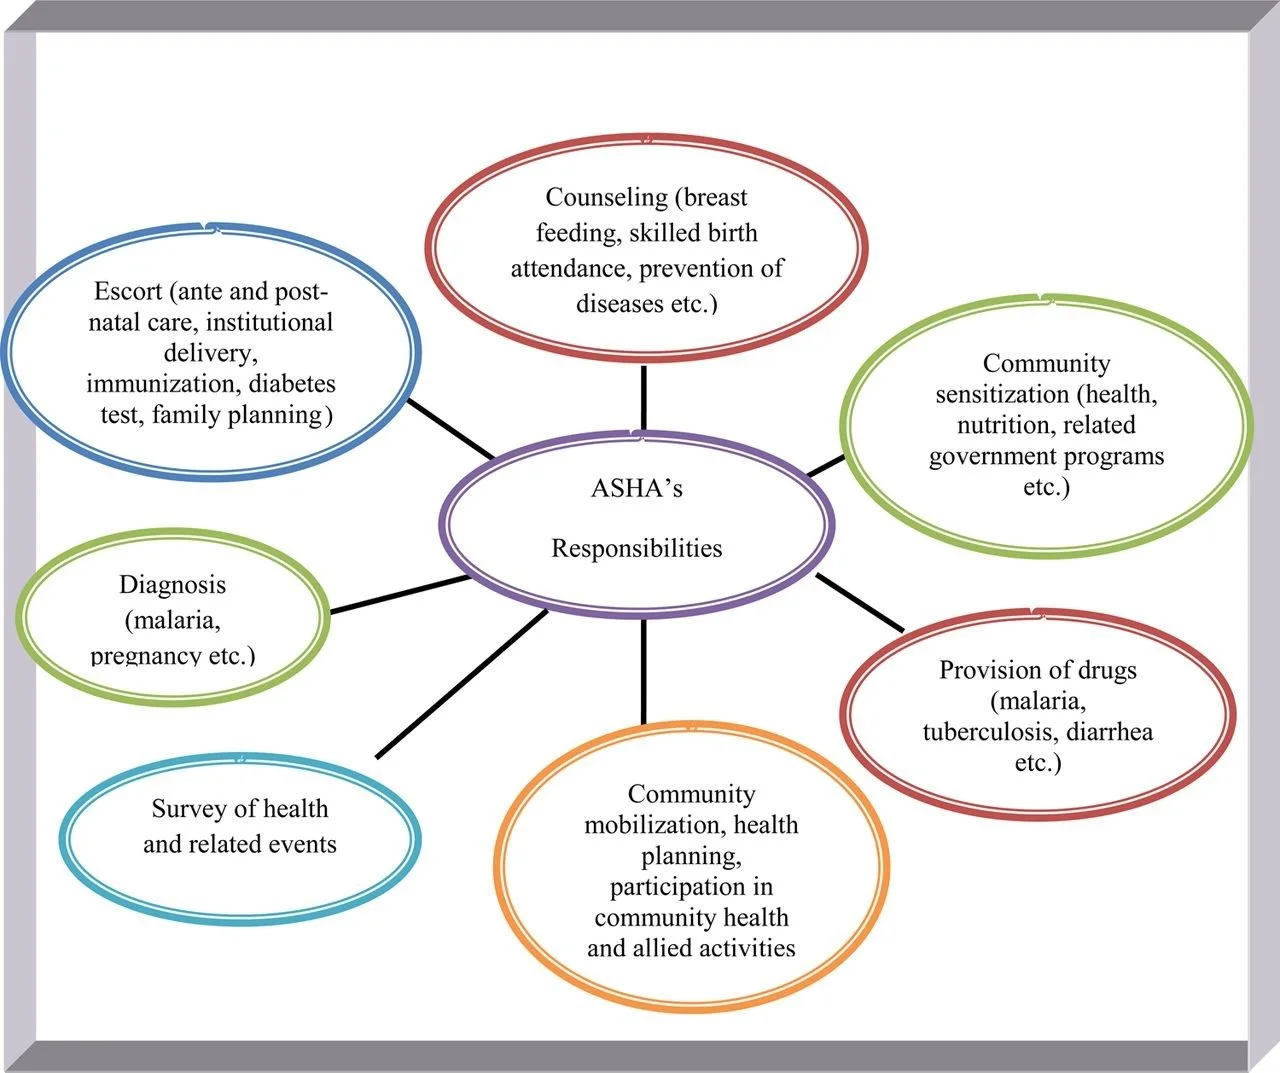 Counseling (breast
feeding, skilled birth
attendance, prevention of
diseases etc.)
Escort (ante and post-
natal care, institutional
delivery,
immunization, diabetes
test, family planning)
Community
sensitization (health,
nutrition, related
government programs
etc.)
ASHA’s
Responsibilities
Diagnosis
(malaria,
pregnancy etc.)
Provision of drugs
(malaria,
tuberculosis, diarrhea
etc.)
Survey of health
and related events
Community
mobilization, health
planning,
participation in
community health
and allied activities